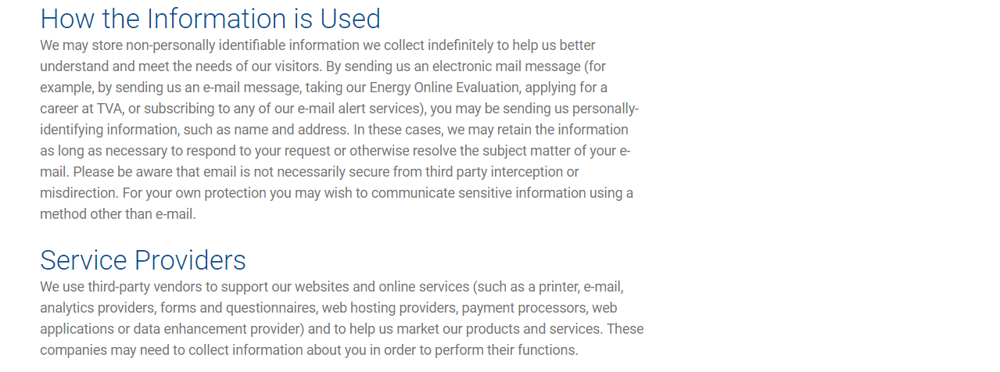 How the Information is Used
We may store non-personally identifiable information we collect indefinitely to help us better
understand and meet the needs of our visitors. By sending us an electronic mail message (for
example, by sending us an e-mail message, taking our Energy Online Evaluation, applying for a
career at TVA, or subscribing to any of our e-mail alert services), you may be sending us personally-
identifying information, such as name and address. In these cases, we may retain the information
as long as necessary to respond to your request or otherwise resolve the subject matter of your e-
mail. Please be aware that email is not necessarily secure from third party interception or
misdirection. For your own protection you may wish to communicate sensitive information using a
method other than e-mail.
Service Providers
We use third-party vendors to support our websites and online services (such as a printer, e-mail,
analytics providers, forms and questionnaires, web hosting providers, payment processors, web
applications or data enhancement provider) and to help us market our products and services. These
companies may need to collect information about you in order to perform their functions.